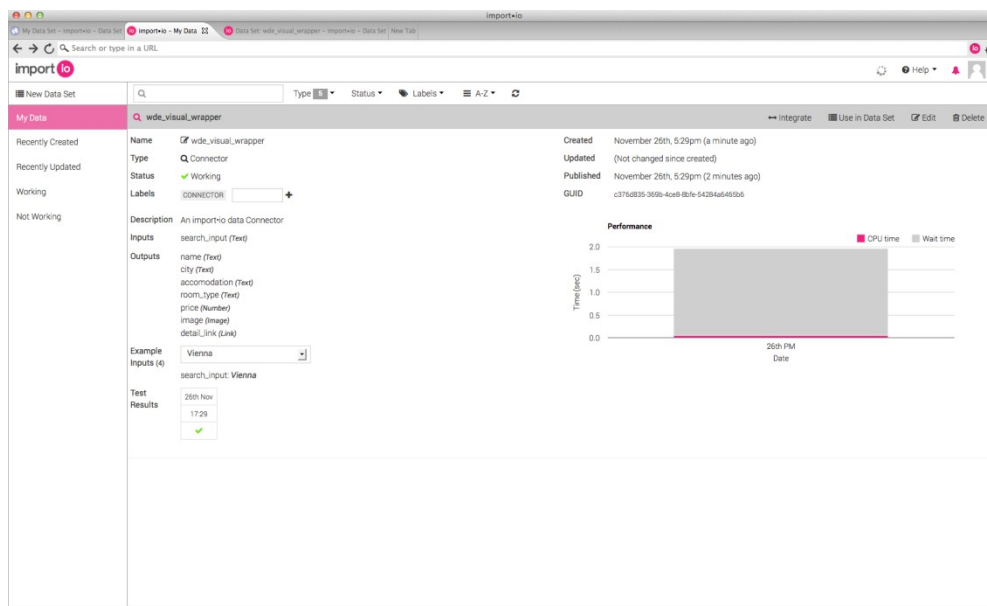 import•io
My Data Set - import•io - Data Set import•io - My Data Data Set: wde_visual_wrapper - import•io - Data Set New Tab
Search or type in a URL
import io Help
New Data Set Type 5 Status Labels A-Z
My Data wde_visual_wrapper Integrate Use in Data Set Edit Delete
Recently Created
Recently Updated
Working
Not Working
Name wde_visual_wrapper
Type Connector
Status Working
Labels CONNECTOR
Description An import•io data Connector
Inputs search_input (Text)
Outputs name (Text)
city (Text)
accomodation (Text)
room_type (Text)
price (Number)
image (Image)
detail_link (Link)
Example Inputs (4) Vienna
search_input: Vienna
Test Results 26th Nov
17:29
Created November 26th, 5:29pm (a minute ago)
Updated (Not changed since created)
Published November 26th, 5:29pm (2 minutes ago)
GUID c376d835-369b-4ce8-8bfe-54284a6465b6
Performance
CPU time Wait time
Time (sec)
2.0
1.5
1.0
0.5
0.0
26th PM
Date